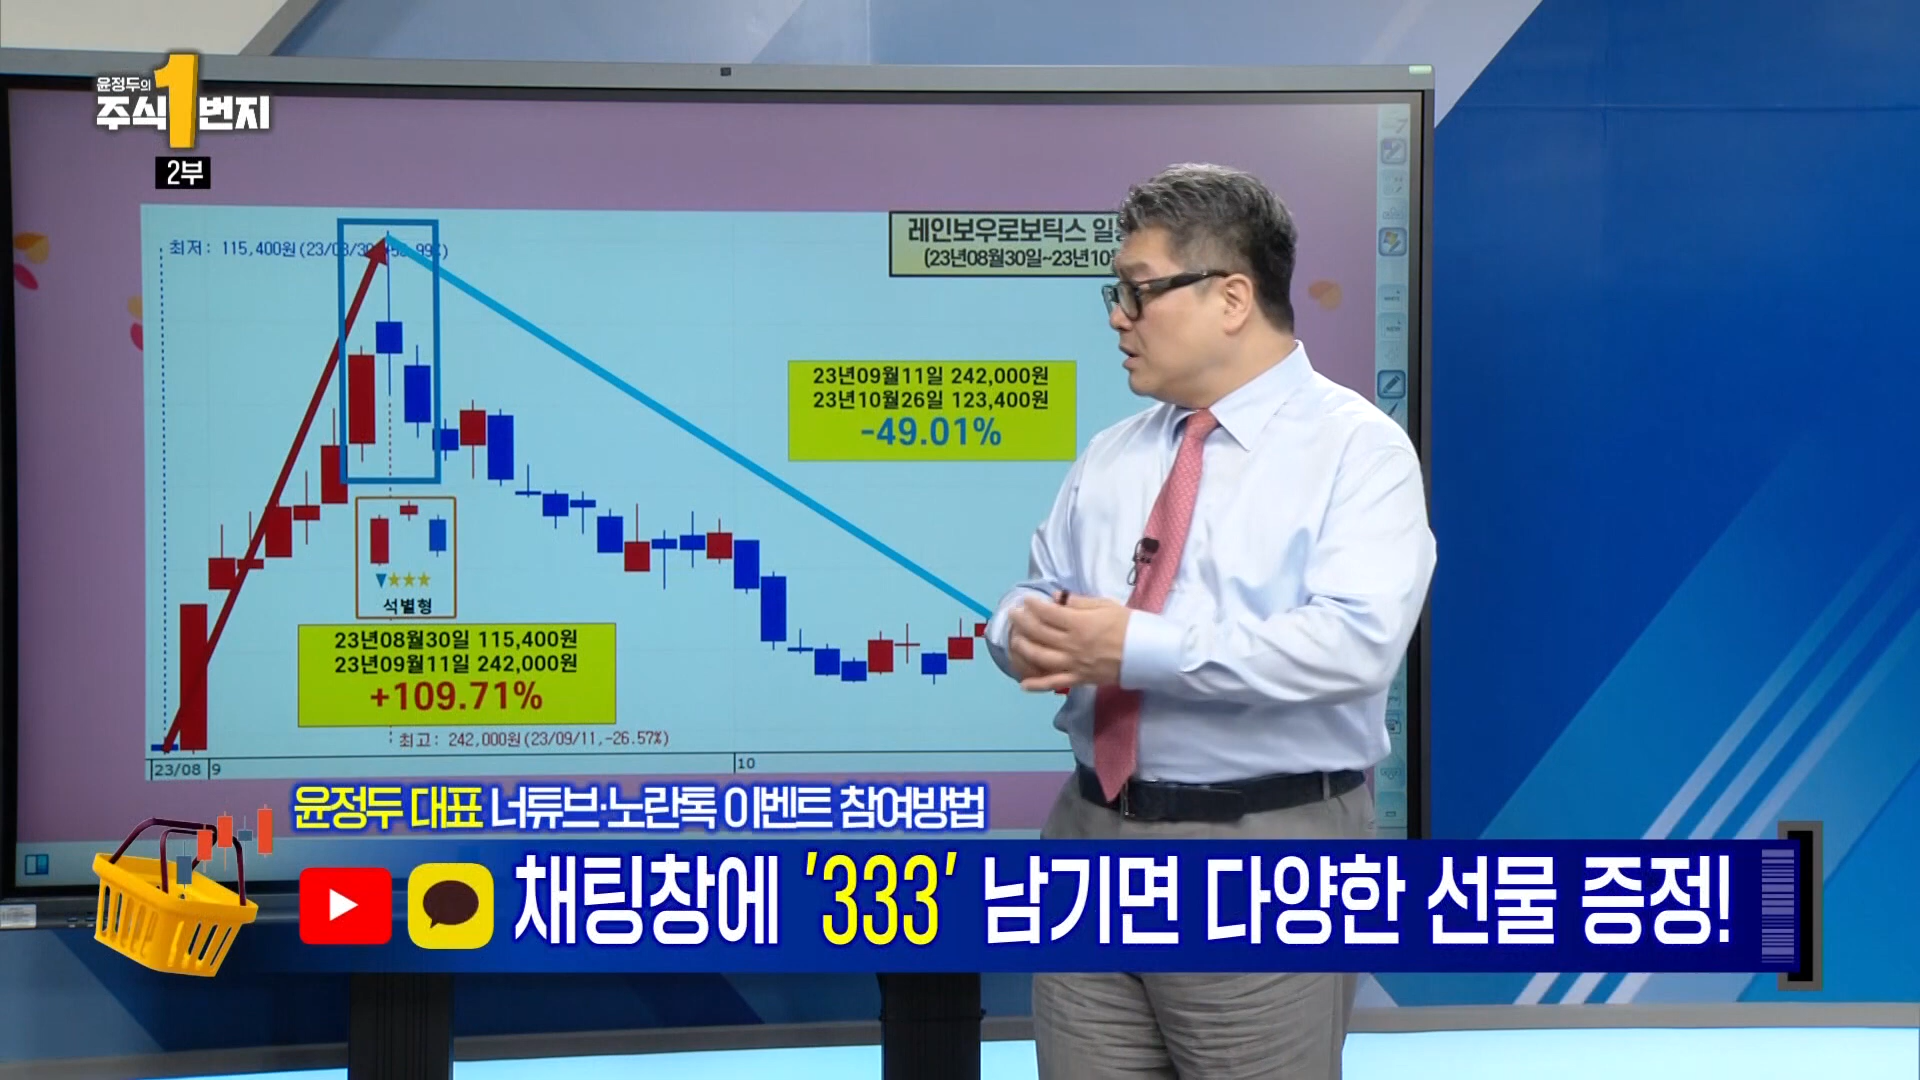 윤정두의
주식1번지
2부
최저: 115,400원(23/08/30
레인보우로보틱스
(23년08월30일~23년10
23년09월11일 242,000원
23년10월26일 123,400원
-49.01%
석별형
23년08월30일 115,400원
23년09월11일 242,000원
+109.71%
최고: 242,000원(23/09/11,-26.57%)
23/08 9 10
윤정두 대표 너튜브·노란톡 이벤트 참여방법
채팅창에 '333' 남기면 다양한 선물 증정!